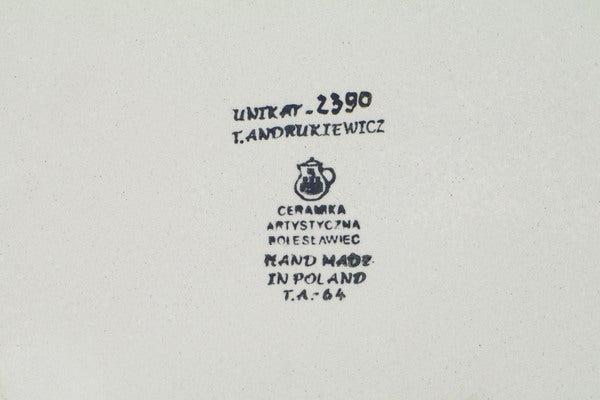 UNIKAT-2390
T.ANDRUKIEWICZ
CERAMIKA
ARTYSTYCZNA
BOLESŁAWIEC
HAND MADE
IN POLAND
T.A.-64